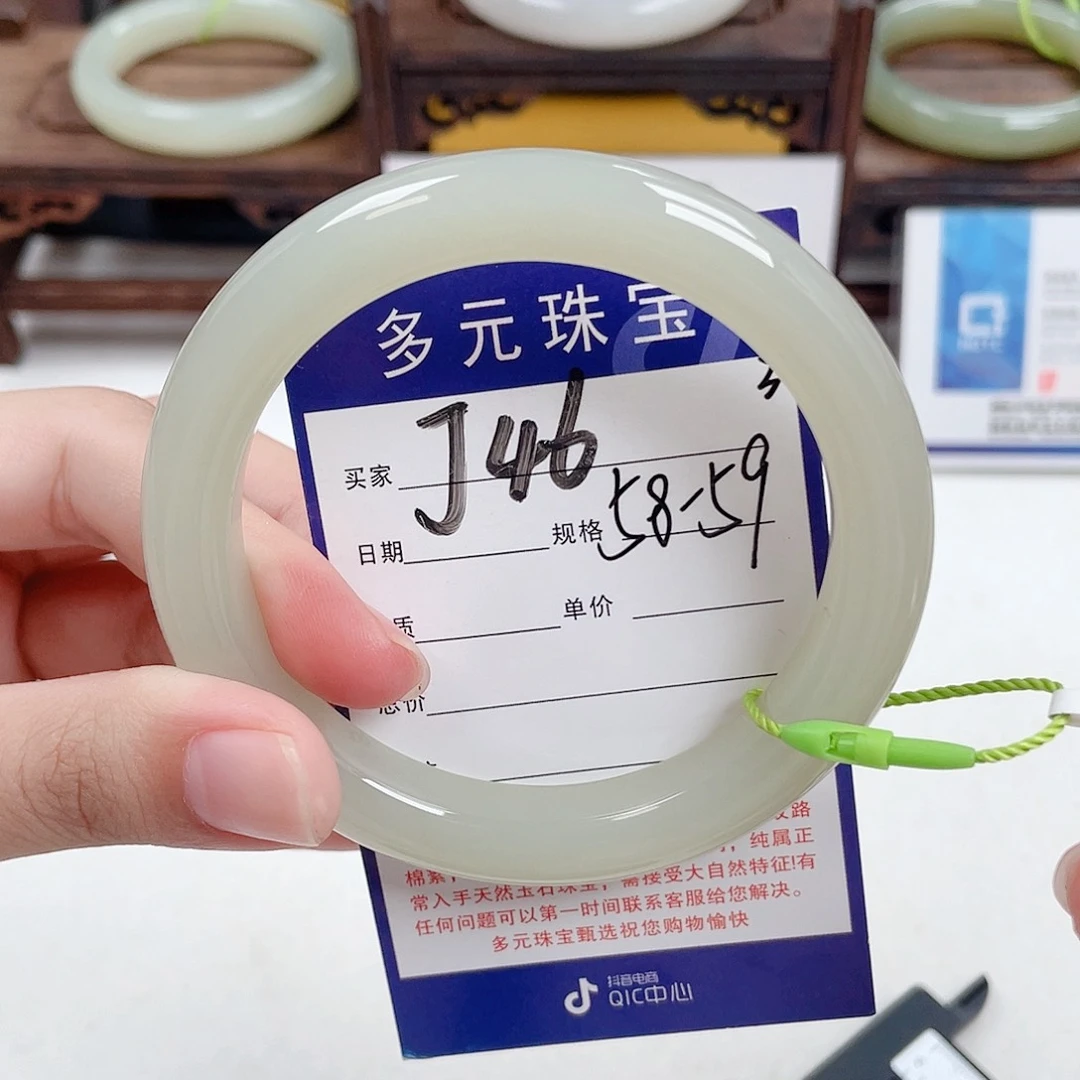 多元珠宝
买家 J46
日期 规格 58-59
质 单价
总价
路
纯属正
棉絮,
常入手天然玉石珠宝,需接受大自然特征!有
任何问题可以第一时间联系客服给您解决。
多元珠宝甄选祝您购物愉快
抖音电商
QIC中心